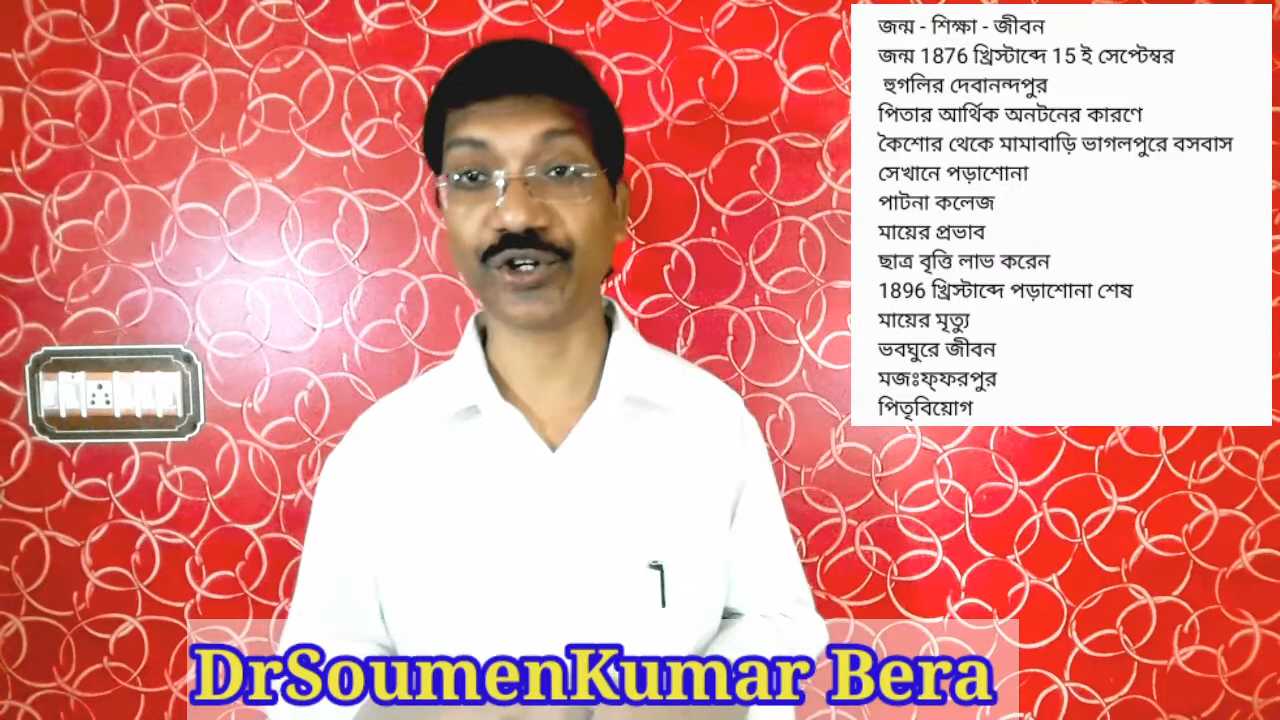 জন্ম - শিক্ষা - জীবন
জন্ম 1876 খ্রিস্টাব্দে 15 ই সেপ্টেম্বর
হুগলির দেবানন্দপুর
পিতার আর্থিক অনটনের কারণে
কৈশোর থেকে মামাবাড়ি ভাগলপুরে বসবাস
সেখানে পড়াশোনা
পাটনা কলেজ
মায়ের প্রভাব
ছাত্র বৃত্তি লাভ করেন
1896 খ্রিস্টাব্দে পড়াশোনা শেষ
মায়ের মৃত্যু
ভবঘুরে জীবন
মজঃফ্ফরপুর
পিতৃবিয়োগ
DrSoumenKumar Bera